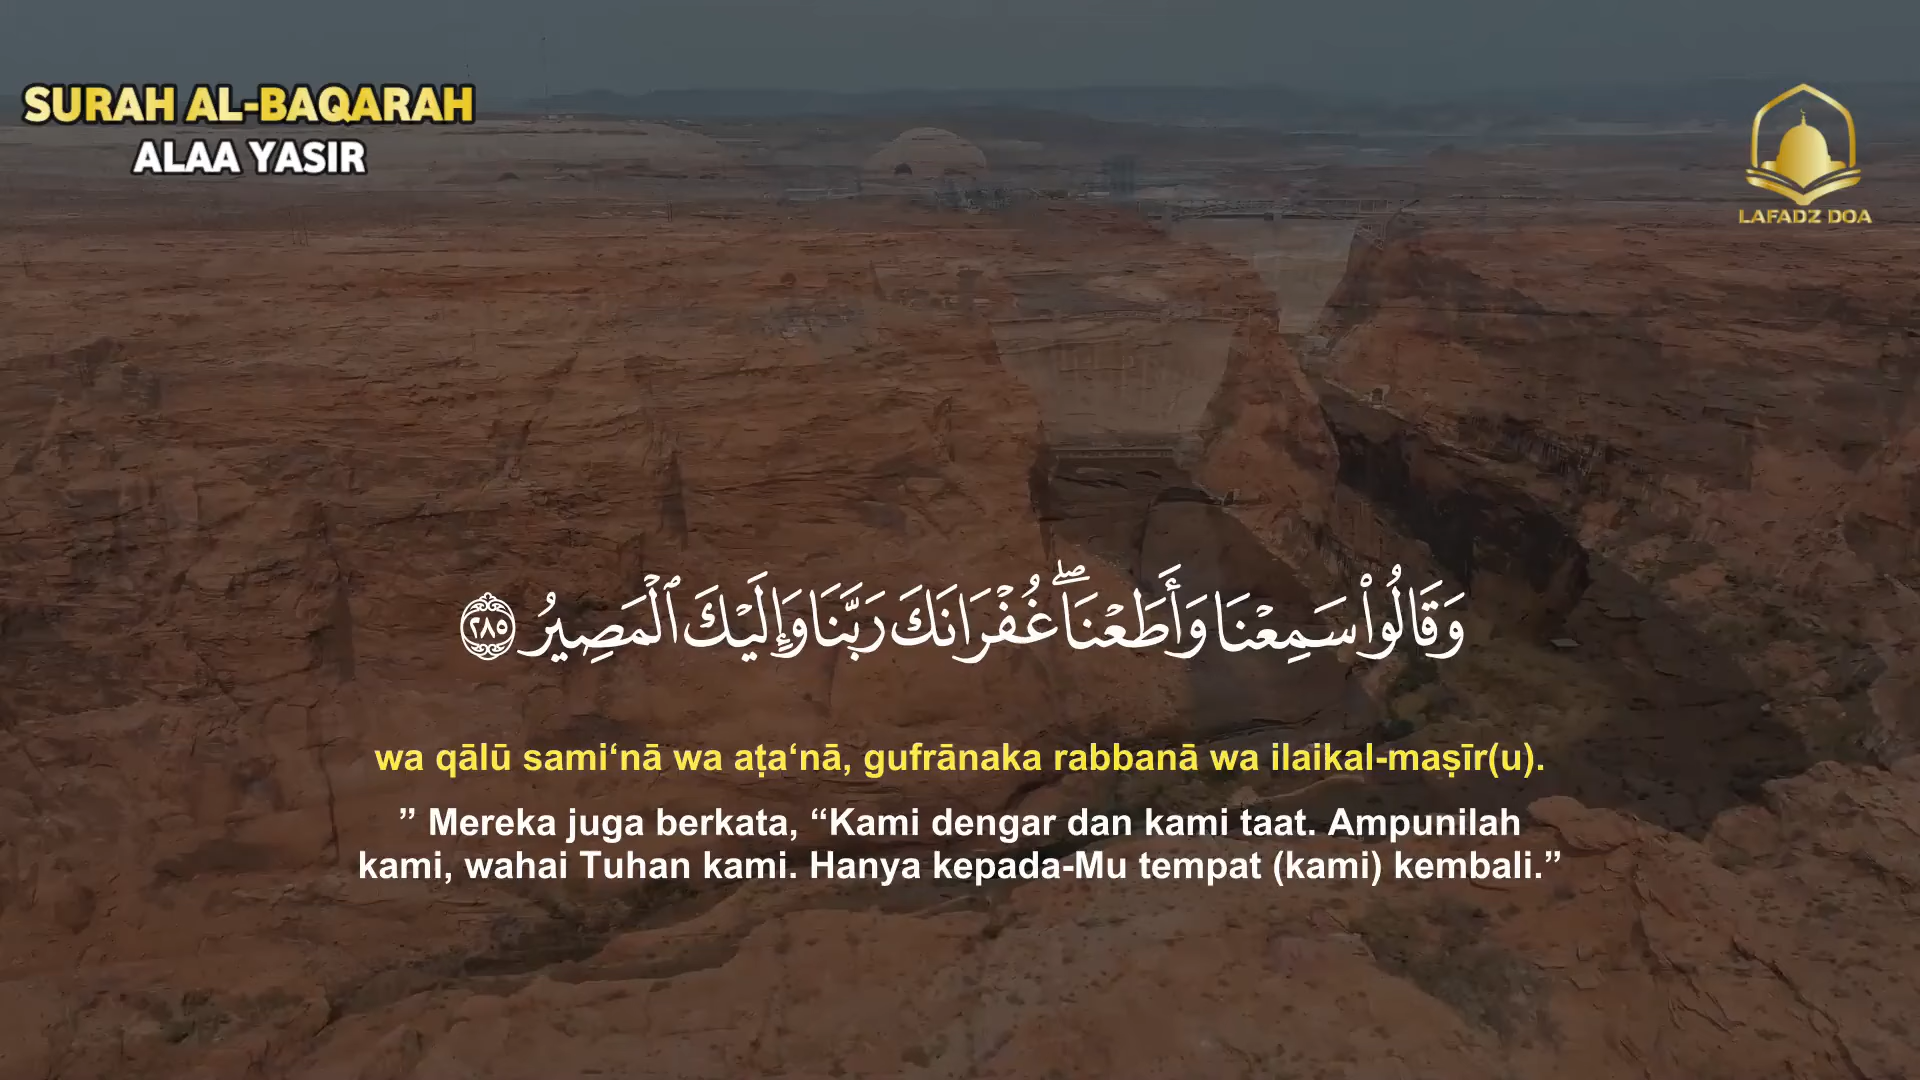 SURAH AL-BAQARAH
ALAA YASIR
LAFADZ DOA
وَقَالُوا۟ سَمِعْنَا وَأَطَعْنَا ۖ غُفْرَانَكَ رَبَّنَا وَإِلَيْكَ ٱلْمَصِيرُ ٢٨٥
wa qālū sami‘nā wa aṭa‘nā, gufrānaka rabbanā wa ilaikal-maṣīr(u).
” Mereka juga berkata, “Kami dengar dan kami taat. Ampunilah
kami, wahai Tuhan kami. Hanya kepada-Mu tempat (kami) kembali.”